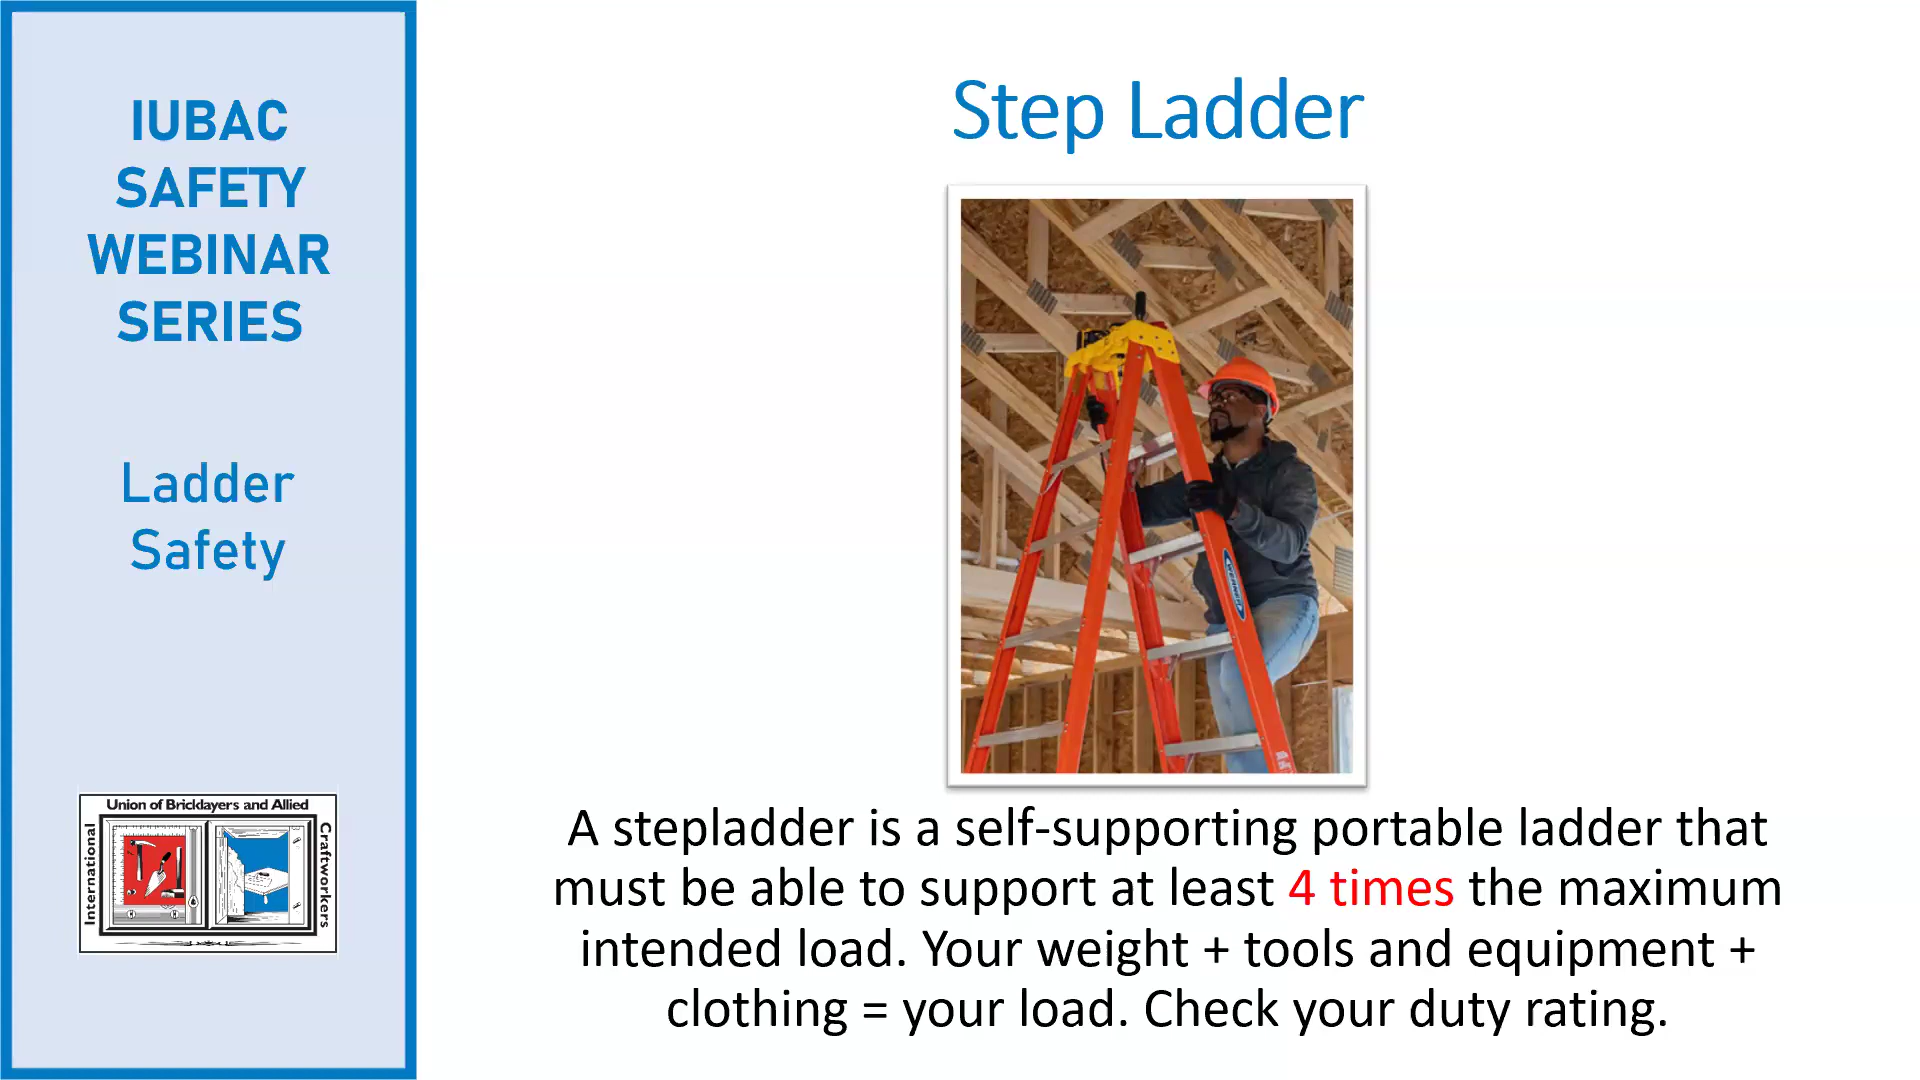 IUBAC
SAFETY
WEBINAR
SERIES
Ladder
Safety
Union of Bricklayers and Allied
International
Craftworkers
Step Ladder
WERNER
A stepladder is a self-supporting portable ladder that
must be able to support at least 4 times the maximum
intended load. Your weight + tools and equipment +
clothing = your load. Check your duty rating.